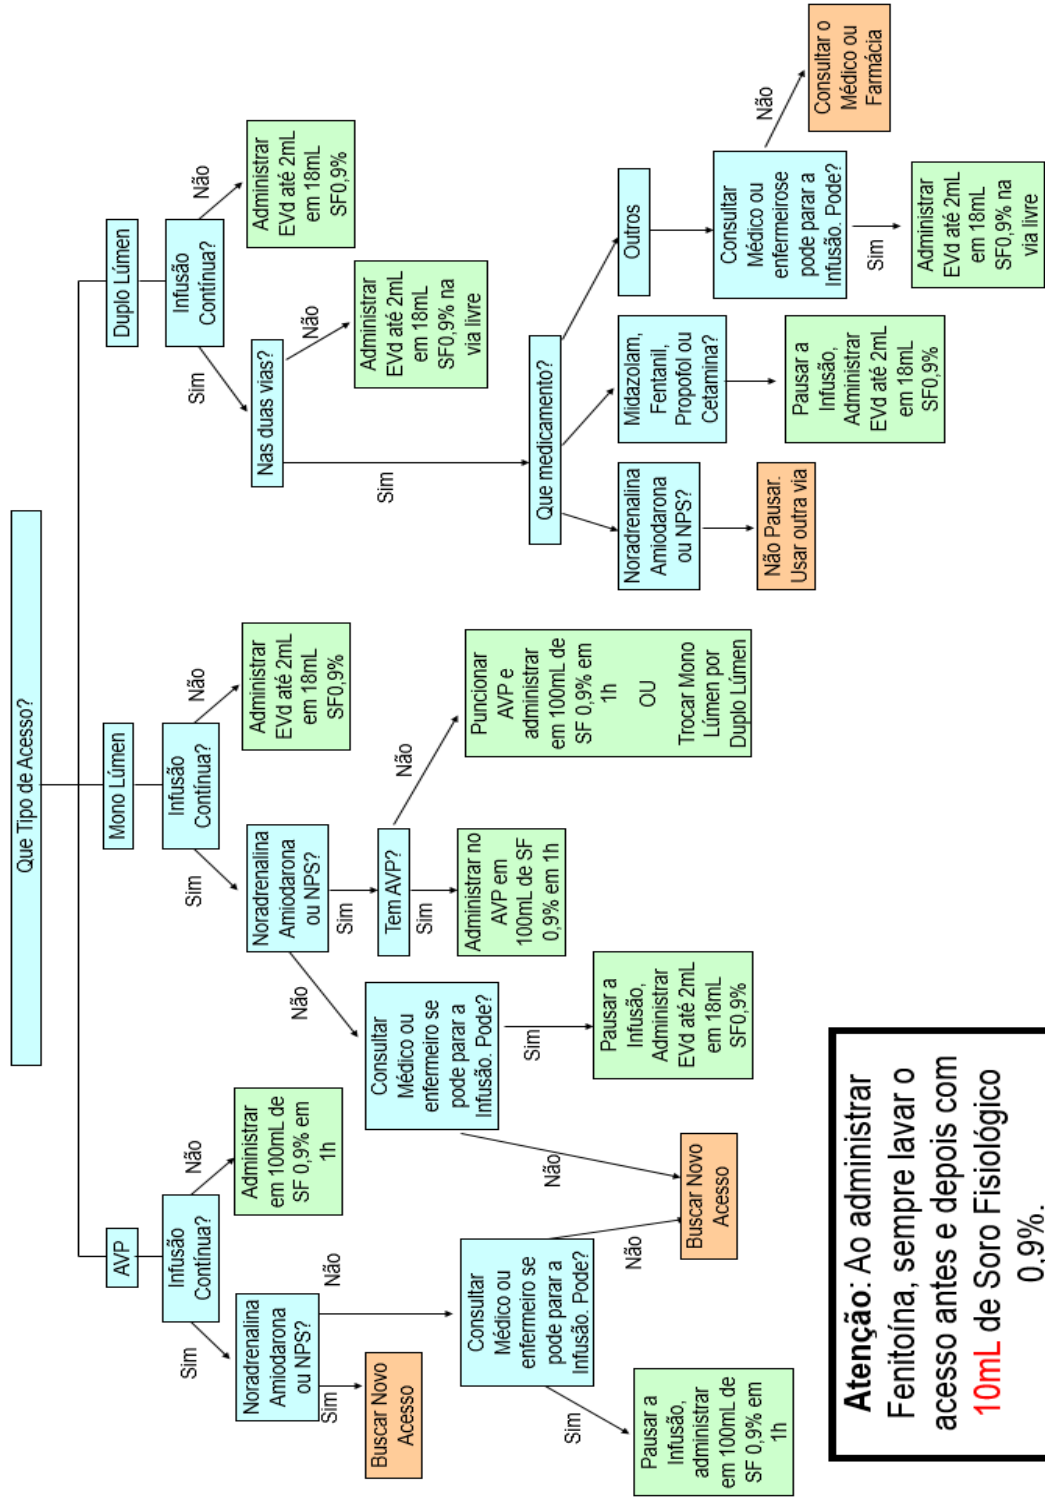 Que Tipo de Acesso?
AVP
Infusão
Contínua?
Sim
Não
Noradrenalina
Amiodarona
ou NPS?
Administrar
em 100mL de
SF 0,9% em
1h
Sim
Não
Buscar Novo
Acesso
Consultar
Médico ou
enfermeiro se
pode parar a
Infusão. Pode?
Sim
Não
Pausar a
Infusão,
administrar
em 100mL de
SF 0,9% em
1h
Buscar Novo
Acesso
Mono Lúmen
Infusão
Contínua?
Sim
Não
Noradrenalina
Amiodarona
ou NPS?
Administrar
EVd até 2mL
em 18mL
SF0,9%
Não
Sim
Consultar
Médico ou
enfermeiro se
pode parar a
Infusão. Pode?
Tem AVP?
Não
Sim
Sim
Não
Pausar a
Infusão,
Administrar
EVd até 2mL
em 18mL
SF0,9%
Administrar no
AVP em
100mL de SF
0,9% em 1h
Puncionar
AVP e
administrar
em 100mL de
SF 0,9% em
1h
OU
Trocar Mono
Lúmen por
Duplo Lúmen
Duplo Lúmen
Infusão
Contínua?
Sim
Não
Nas duas vias?
Administrar
EVd até 2mL
em 18mL
SF0,9%
Sim
Não
Administrar
EVd até 2mL
em 18mL
SF0,9% na
via livre
Que medicamento?
Noradrenalina
Amiodarona
ou NPS?
Midazolam,
Fentanil,
Propofol ou
Cetamina?
Outros
Não Pausar.
Usar outra via
Pausar a
Infusão,
Administrar
EVd até 2mL
em 18mL
SF0,9%
Consultar
Médico ou
enfermeirose
pode parar a
Infusão. Pode?
Sim
Não
Administrar
EVd até 2mL
em 18mL
SF0,9% na
via livre
Consultar o
Médico ou
Farmácia
Atenção: Ao administrar
Fenitoína, sempre lavar o
acesso antes e depois com
10mL de Soro Fisiológico
0,9%.